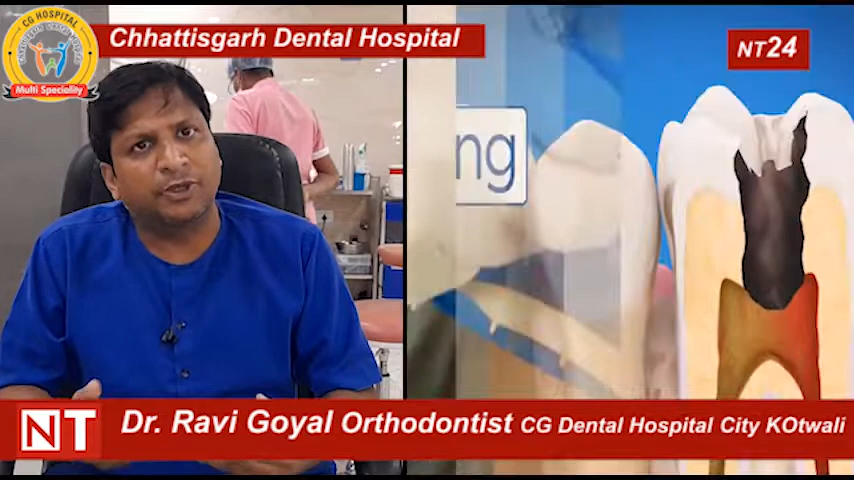 CG HOSPITAL
Multi Speciality
Chhattisgarh Dental Hospital
NT24
ng
NT
Dr. Ravi Goyal Orthodontist CG Dental Hospital City KOtwali